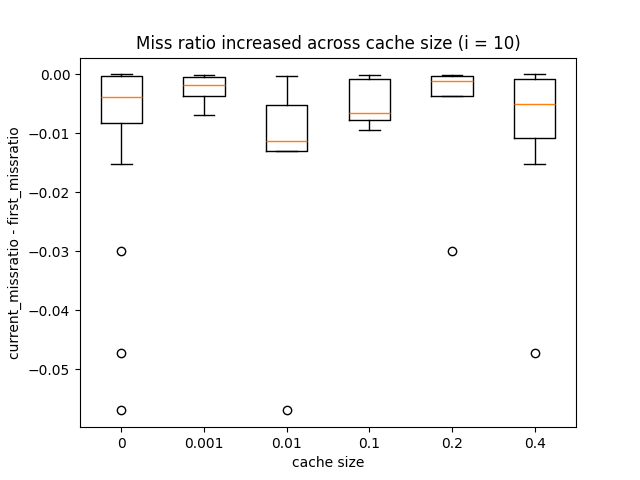 Miss ratio increased across cache size (i = 10)
current_missratio - first_missratio
0.00
−0.01
−0.02
−0.03
−0.04
−0.05
0 0.001 0.01 0.1 0.2 0.4
cache size